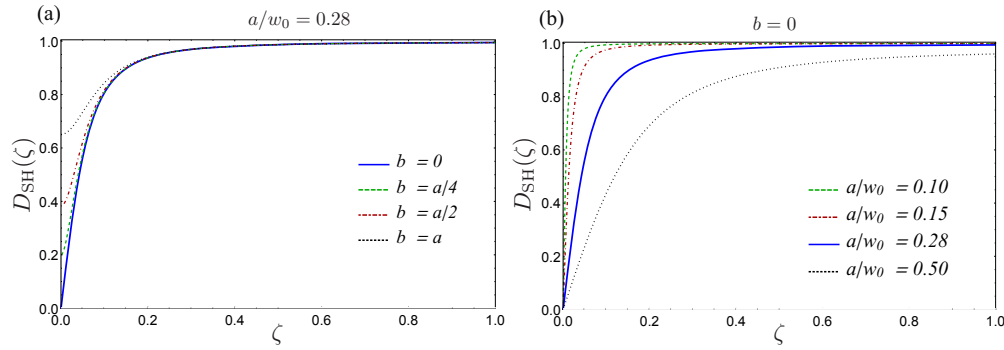 (a)
a/w0 = 0.28
DSH(ζ)
1.0
0.8
0.6
0.4
0.2
0.0
b = 0
b = a/4
b = a/2
b = a
0.0 0.2 0.4 0.6 0.8 1.0
ζ
(b)
b = 0
DSH(ζ)
1.0
0.8
0.6
0.4
0.2
0.0
a/w0 = 0.10
a/w0 = 0.15
a/w0 = 0.28
a/w0 = 0.50
0.0 0.2 0.4 0.6 0.8 1.0
ζ